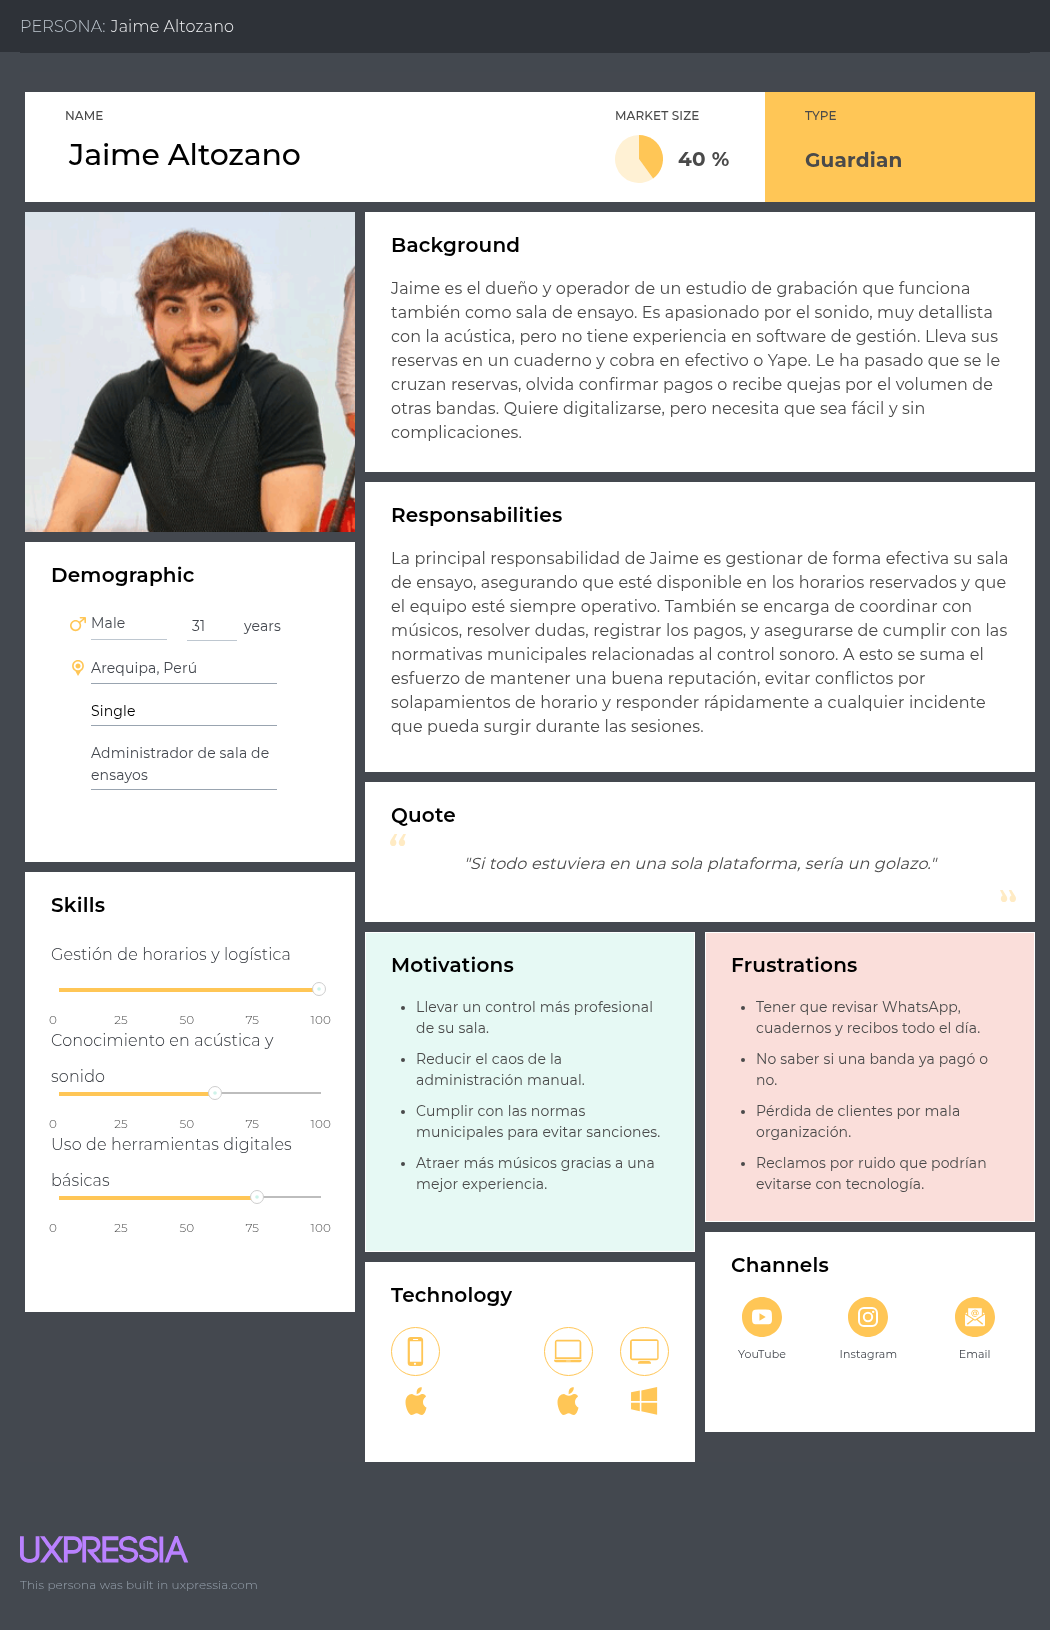 PERSONA: Jaime Altozano
NAME
Jaime Altozano
MARKET SIZE
40 %
TYPE
Guardian
Background
Jaime es el dueño y operador de un estudio de grabación que funciona
también como sala de ensayo. Es apasionado por el sonido, muy detallista
con la acústica, pero no tiene experiencia en software de gestión. Lleva sus
reservas en un cuaderno y cobra en efectivo o Yape. Le ha pasado que se le
cruzan reservas, olvida confirmar pagos o recibe quejas por el volumen de
otras bandas. Quiere digitalizarse, pero necesita que sea fácil y sin
complicaciones.
Responsabilities
La principal responsabilidad de Jaime es gestionar de forma efectiva su sala
de ensayo, asegurando que esté disponible en los horarios reservados y que
el equipo esté siempre operativo. También se encarga de coordinar con
músicos, resolver dudas, registrar los pagos, y asegurarse de cumplir con las
normativas municipales relacionadas al control sonoro. A esto se suma el
esfuerzo de mantener una buena reputación, evitar conflictos por
solapamientos de horario y responder rápidamente a cualquier incidente
que pueda surgir durante las sesiones.
Demographic
Male
31 years
Arequipa, Perú
Single
Administrador de sala de
ensayos
Quote
“
"Si todo estuviera en una sola plataforma, sería un golazo."
”
Skills
Gestión de horarios y logística
0 25 50 75 100
Conocimiento en acústica y
sonido
0 25 50 75 100
Uso de herramientas digitales
básicas
0 25 50 75 100
Motivations
• Llevar un control más profesional
de su sala.
• Reducir el caos de la
administración manual.
• Cumplir con las normas
municipales para evitar sanciones.
• Atraer más músicos gracias a una
mejor experiencia.
Frustrations
• Tener que revisar WhatsApp,
cuadernos y recibos todo el día.
• No saber si una banda ya pagó o
no.
• Pérdida de clientes por mala
organización.
• Reclamos por ruido que podrían
evitarse con tecnología.
Technology
Channels
YouTube
Instagram
Email
UXPRESSIA
This persona was built in uxpressia.com